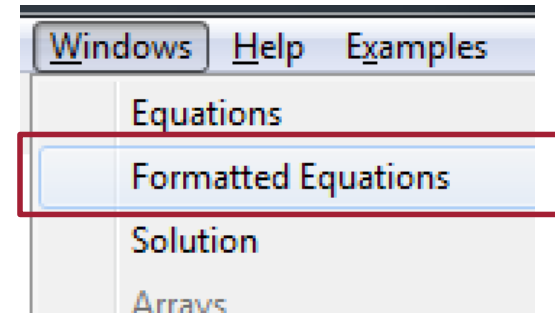 Windows Help Examples
Equations
Formatted Equations
Solution
Arrays